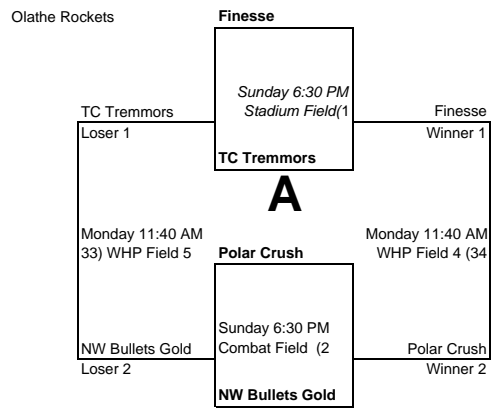 Olathe Rockets
Finesse
Sunday 6:30 PM
Stadium Field(1
TC Tremmors
Finesse
Loser 1
Winner 1
TC Tremmors
A
Monday 11:40 AM
33) WHP Field 5
Monday 11:40 AM
WHP Field 4 (34
Polar Crush
Sunday 6:30 PM
Combat Field (2
NW Bullets Gold
Polar Crush
Loser 2
Winner 2
NW Bullets Gold